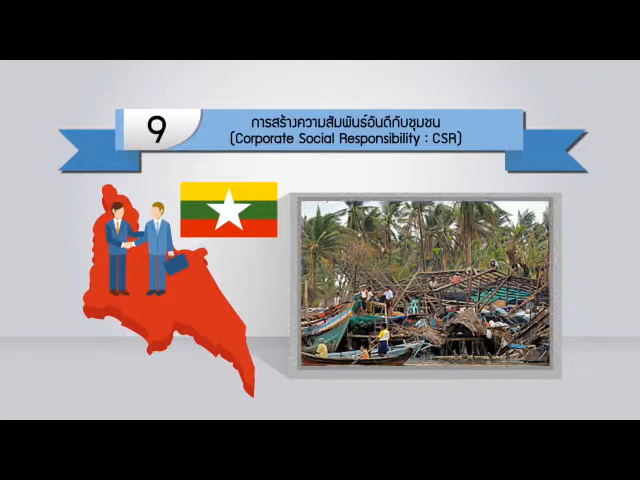 9
การสร้างความสัมพันธ์อันดีกับชุมชน
(Corporate Social Responsibility : CSR)